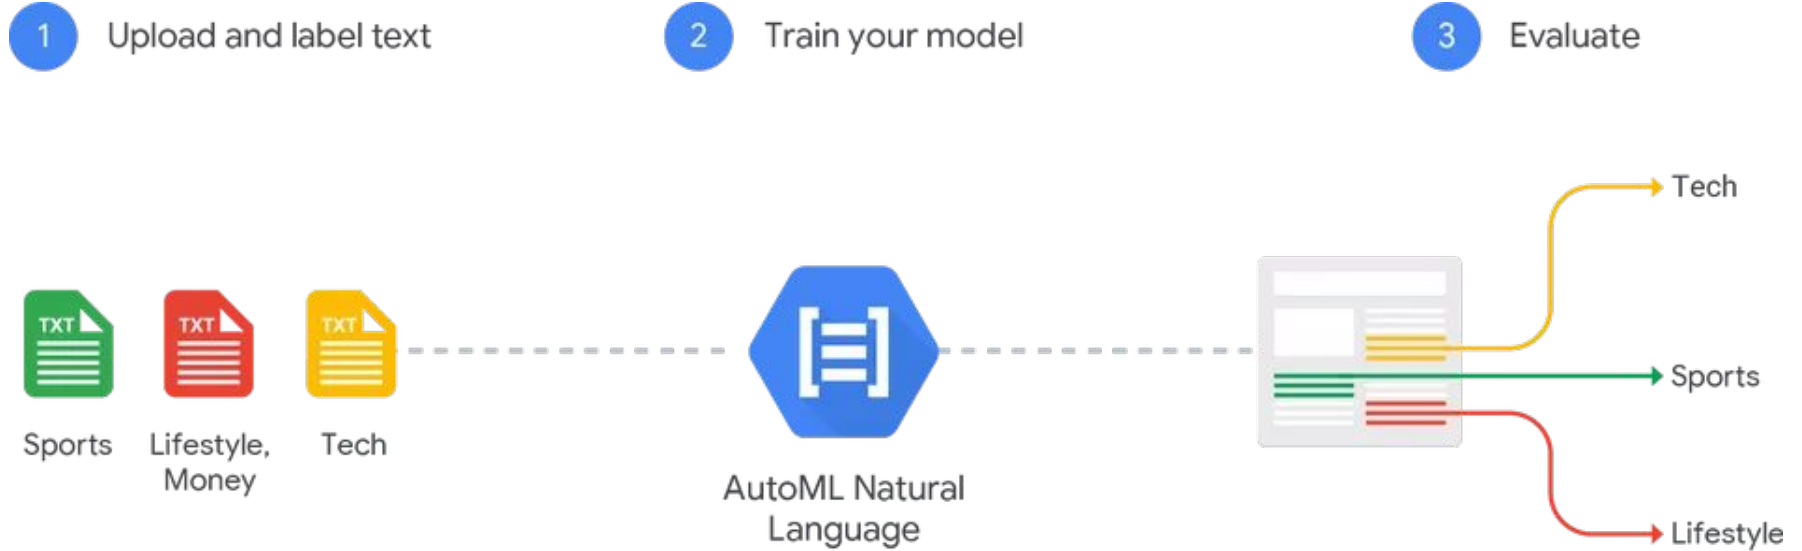 1 Upload and label text
2 Train your model
3 Evaluate
TXT
TXT
TXT
Sports
Lifestyle,
Money
Tech
AutoML Natural
Language
Tech
Sports
Lifestyle